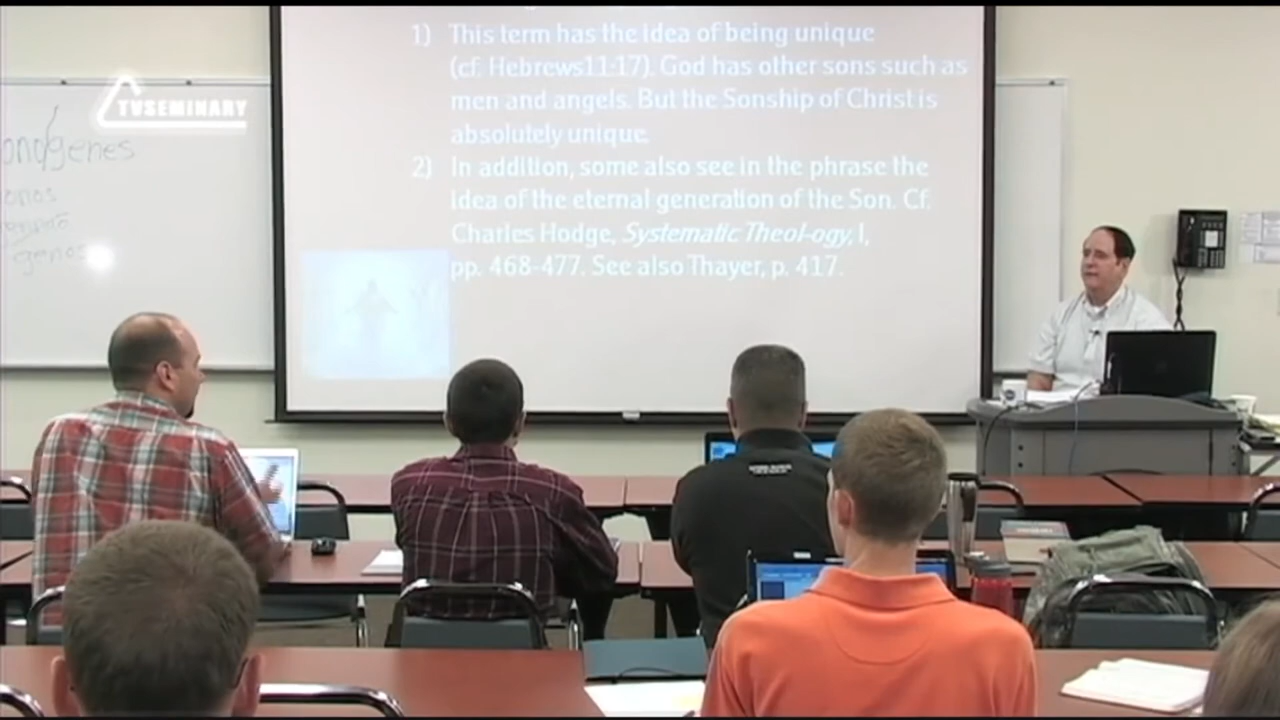 1) This term has the idea of being unique
(cf. Hebrews11-17). God has other sons such as
men and angels. But the Sonship of Christ is
absolutely unique.
2) In addition, some also see in the phrase the
idea of the eternal generation of the Son. Cf.
Charles Hodge, Systematic Theol-ogy, I,
pp. 468-477. See also Thayer, p. 417.
TVSEMINARY
onogenes
onos
genos